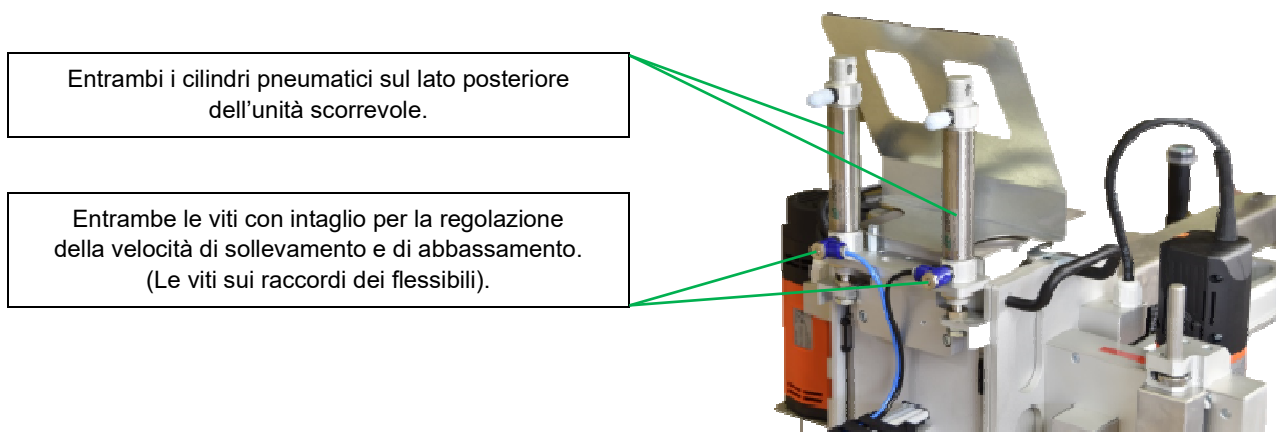 Entrambi i cilindri pneumatici sul lato posteriore
dell’unità scorrevole.
Entrambe le viti con intaglio per la regolazione
della velocità di sollevamento e di abbassamento.
(Le viti sui raccordi dei flessibili).